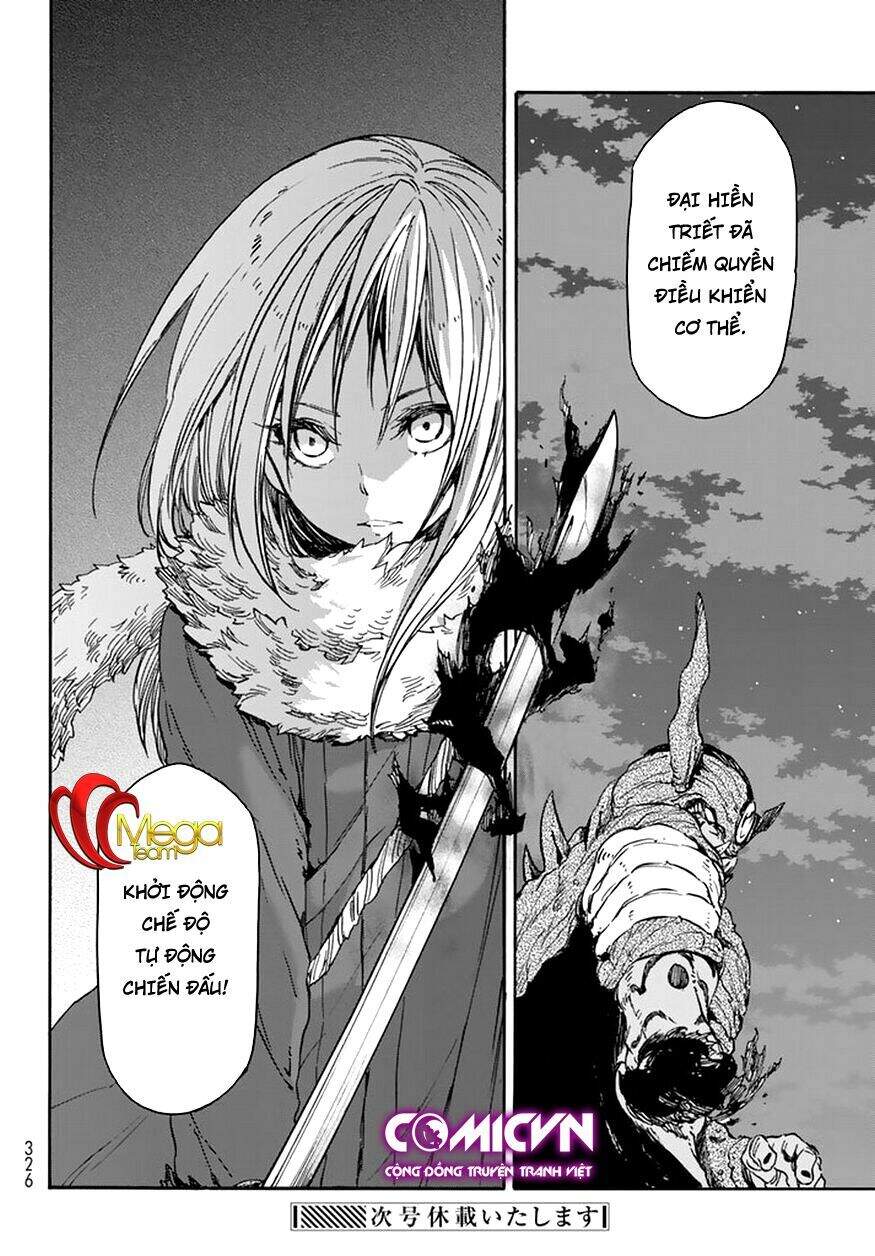 ĐẠI HIỀN
TRIẾT ĐÃ
CHIẾM QUYỀN
ĐIỀU KHIỂN
CƠ THỂ.
Mega
Team
KHỞI ĐỘNG
CHẾ ĐỘ
TỰ ĐỘNG
CHIẾN ĐẤU!
COMICVN
CỘNG ĐỒNG TRUYỆN TRANH VIỆT
326
次号休載いたします